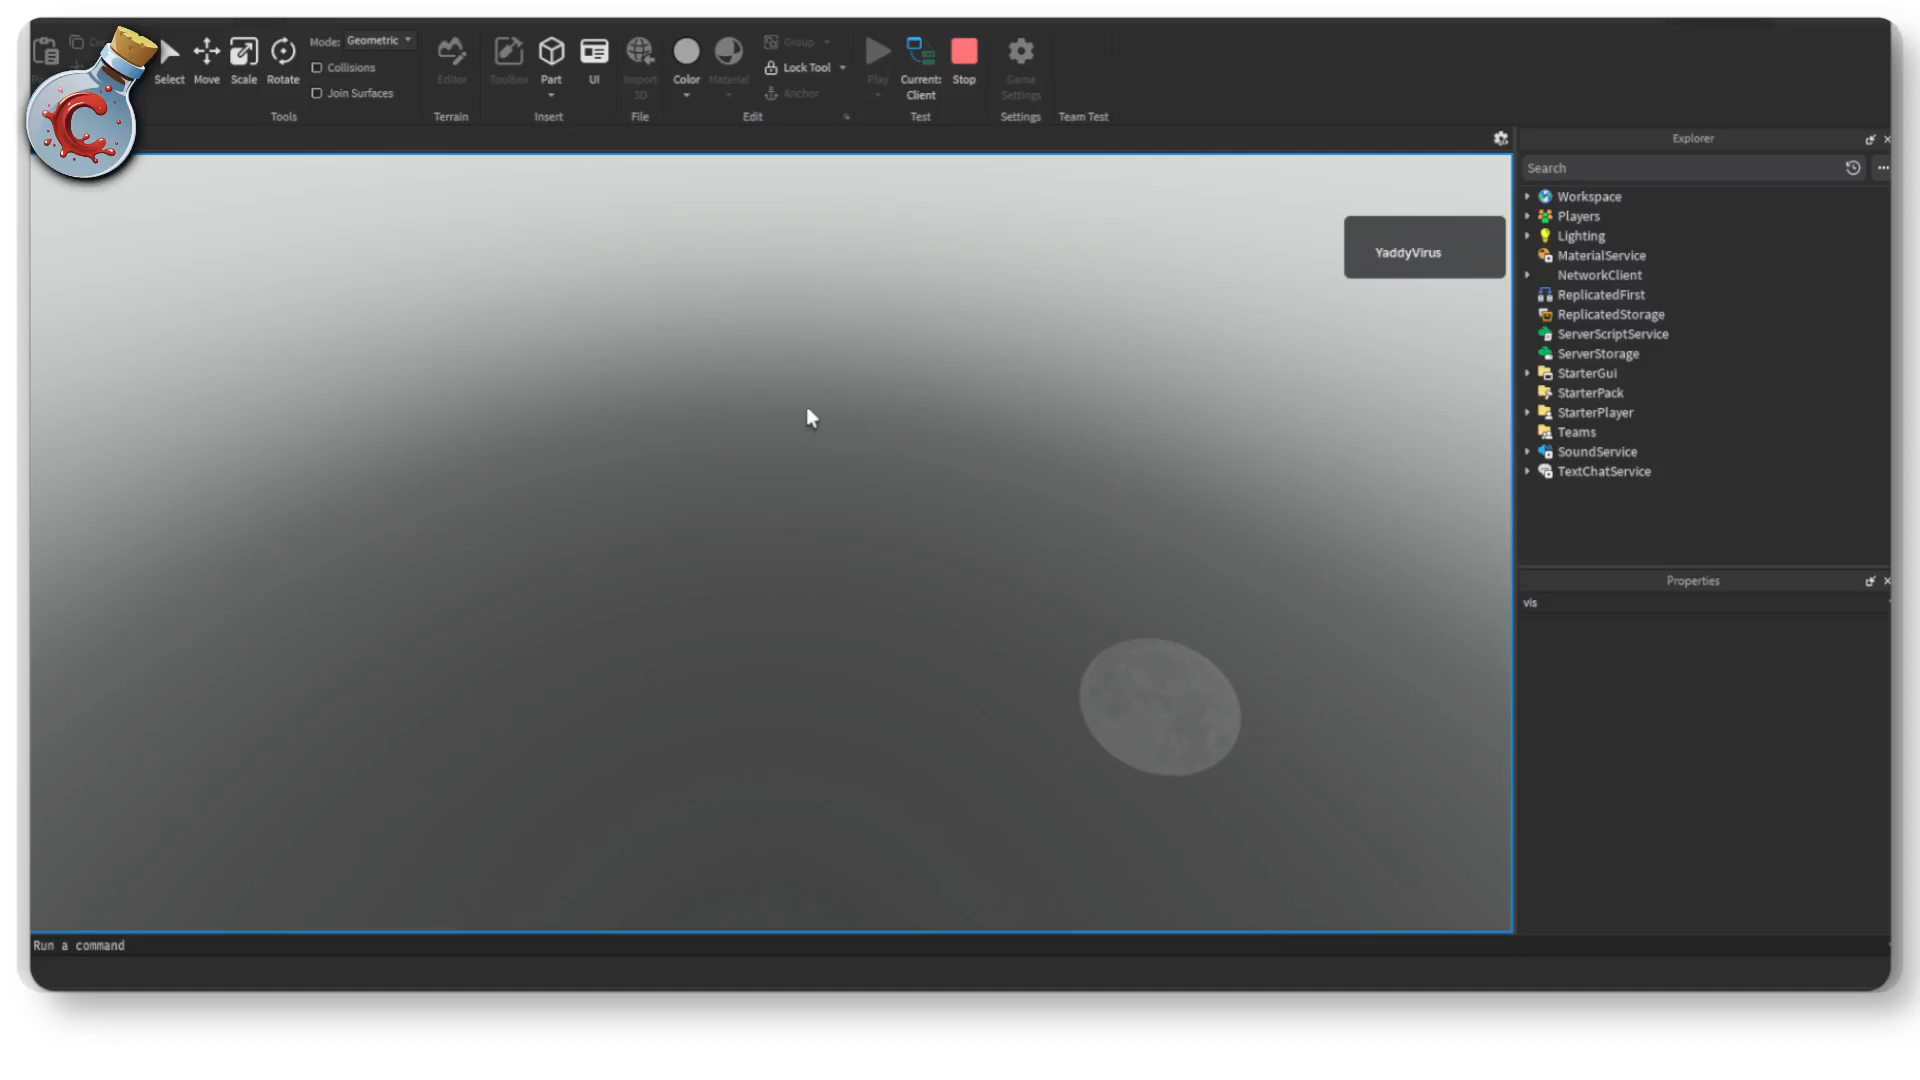 Mode: Geometric
Collisions
Join Surfaces
Select
Move
Scale
Rotate
Editor
Toolbox
Part
UI
Import
3D
Color
Material
Group
Lock Tool
Anchor
Play
Current:
Client
Stop
Game
Settings
Tools
Terrain
Insert
File
Edit
Test
Settings
Team Test
C
Explorer
Search
Workspace
Players
Lighting
MaterialService
NetworkClient
ReplicatedFirst
ReplicatedStorage
ServerScriptService
ServerStorage
StarterGui
StarterPack
StarterPlayer
Teams
SoundService
TextChatService
YaddyVirus
Properties
vis
Run a command